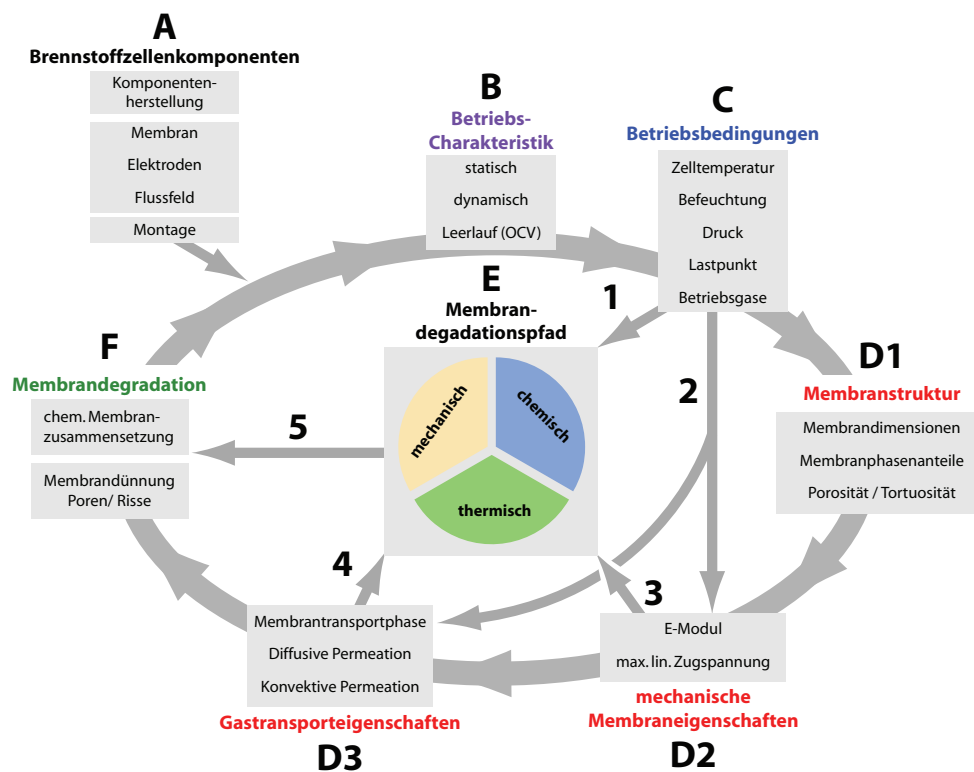 A
Brennstoffzellenkomponenten
Komponenten-
herstellung
Membran
Elektroden
Flussfeld
Montage
B
Betriebs-
Charakteristik
statisch
dynamisch
Leerlauf (OCV)
C
Betriebsbedingungen
Zelltemperatur
Befeuchtung
Druck
Lastpunkt
Betriebsgase
1
2
D1
Membranstruktur
Membrandimensionen
Membranphasenanteile
Porosität / Tortuosität
E
Membran-
degadationspfad
mechanisch
chemisch
thermisch
F
Membrandegradation
chem. Membran-
zusammensetzung
Membrandünnung
Poren/ Risse
5
4
3
Membrantransportphase
Diffusive Permeation
Konvektive Permeation
Gastransporteigenschaften
D3
E-Modul
max. lin. Zugspannung
mechanische
Membraneigenschaften
D2